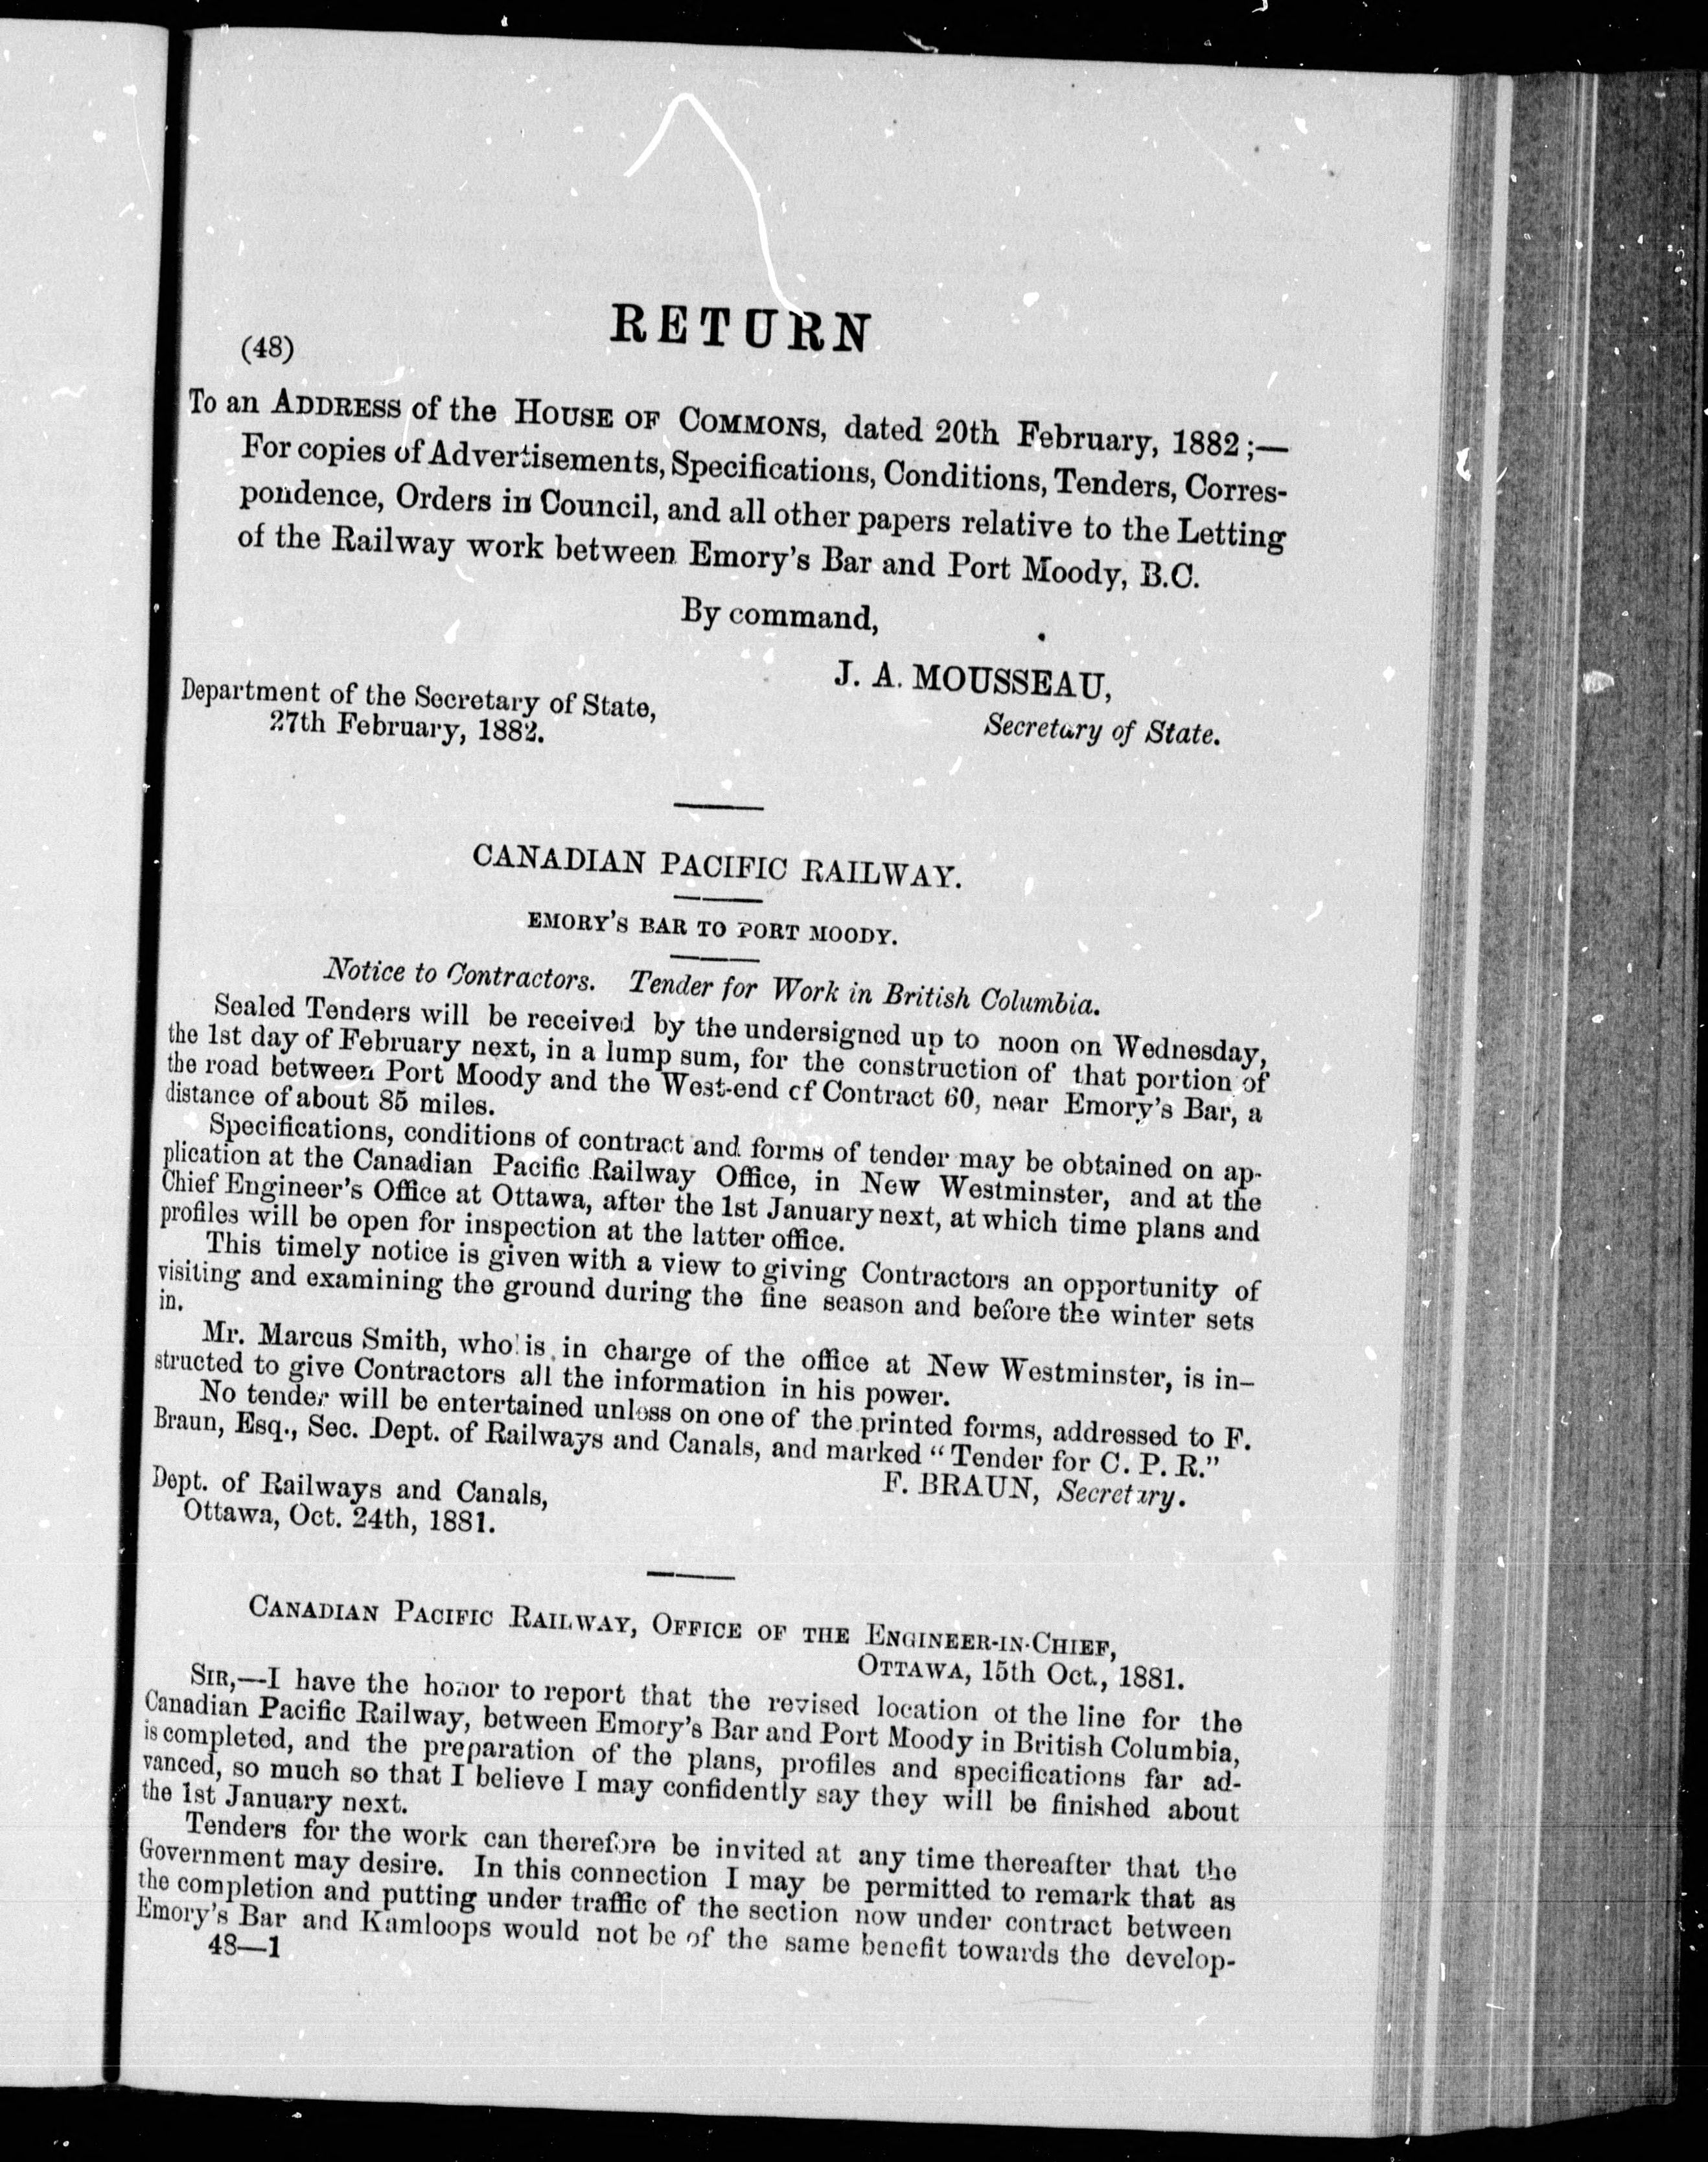 RETURN
(48)
To an ADDRESS of the HOUSE OF COMMONS, dated 20th February, 1882;—
For copies of Advertisements, Specifications, Conditions, Tenders, Corres-
pondence, Orders in Council, and all other papers relative to the Letting
of the Railway work between Emory's Bar and Port Moody, B.C.
By command,
J. A. MOUSSEAU,
Secretary of State.
Department of the Secretary of State,
27th February, 1882.
CANADIAN PACIFIC RAILWAY.
EMORY'S BAR TO PORT MOODY.
Notice to Contractors. Tender for Work in British Columbia.
Sealed Tenders will be received by the undersigned up to noon on Wednesday,
the 1st day of February next, in a lump sum, for the construction of that portion of
the road between Port Moody and the West-end of Contract 60, near Emory's Bar, a
distance of about 85 miles.
Specifications, conditions of contract and forms of tender may be obtained on ap-
plication at the Canadian Pacific Railway Office, in New Westminster, and at the
Chief Engineer's Office at Ottawa, after the 1st January next, at which time plans and
profiles will be open for inspection at the latter office.
This timely notice is given with a view to giving Contractors an opportunity of
visiting and examining the ground during the fine season and before the winter sets
in.
Mr. Marcus Smith, who is in charge of the office at New Westminster, is in-
structed to give Contractors all the information in his power.
No tender will be entertained unless on one of the printed forms, addressed to F.
Braun, Esq., Sec. Dept. of Railways and Canals, and marked "Tender for C. P. R."
F. BRAUN, Secretary.
Dept. of Railways and Canals,
Ottawa, Oct. 24th, 1881.
CANADIAN PACIFIC RAILWAY, OFFICE OF THE ENGINEER-IN-CHIEF,
OTTAWA, 15th Oct., 1881.
SIR,—I have the honor to report that the revised location of the line for the
Canadian Pacific Railway, between Emory's Bar and Port Moody in British Columbia,
is completed, and the preparation of the plans, profiles and specifications far ad-
vanced, so much so that I believe I may confidently say they will be finished about
the 1st January next.
Tenders for the work can therefore be invited at any time thereafter that the
Government may desire. In this connection I may be permitted to remark that as
the completion and putting under traffic of the section now under contract between
Emory's Bar and Kamloops would not be of the same benefit towards the develop-
48—1